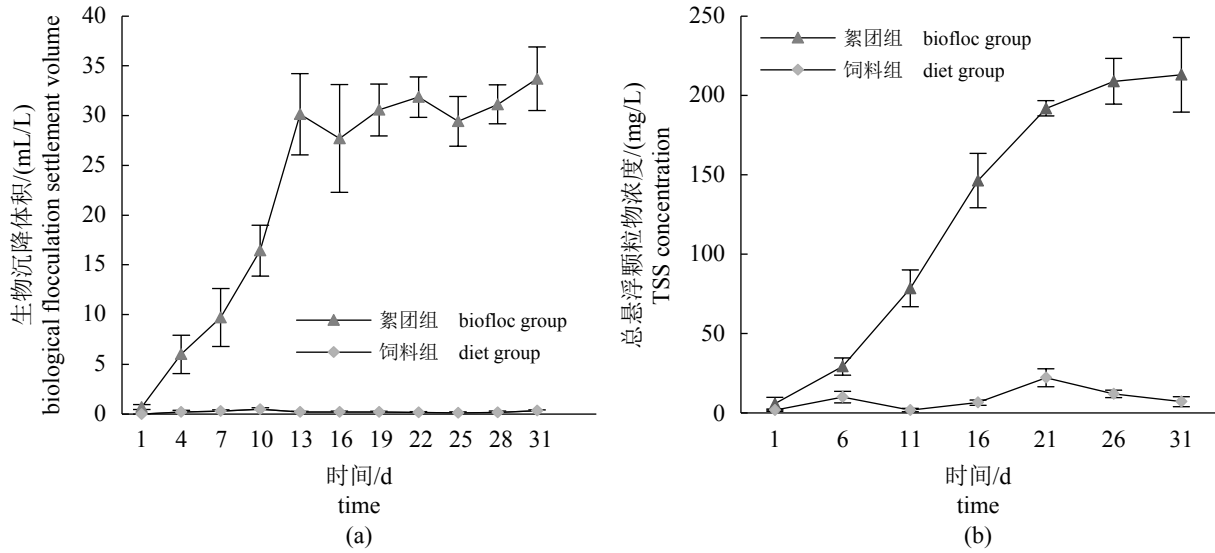 40
35
30
25
20
15
10
5
0
生物沉降体积/(mL/L)
biological flocculation settlement volume
絮团组 biofloc group
饲料组 diet group
1 4 7 10 13 16 19 22 25 28 31
时间/d
time
(a)
250
200
150
100
50
0
总悬浮颗粒物浓度/(mg/L)
TSS concentration
絮团组 biofloc group
饲料组 diet group
1 6 11 16 21 26 31
时间/d
time
(b)